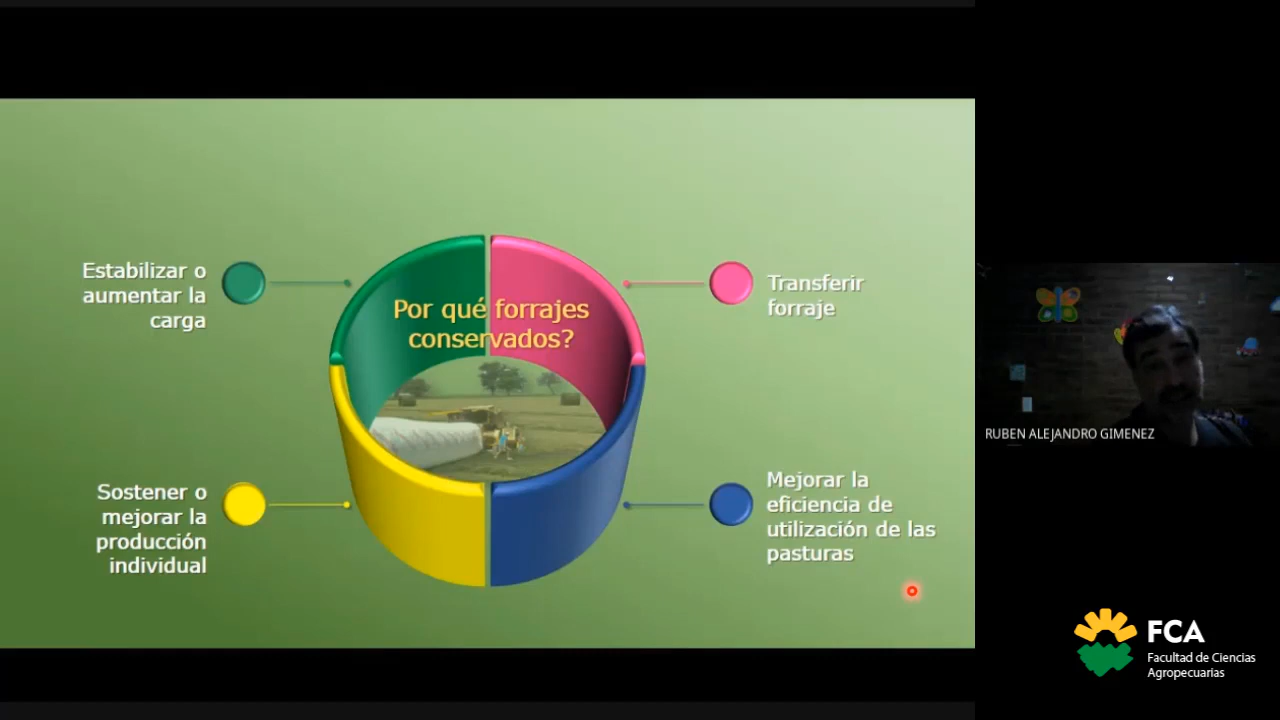 Por qué forrajes
conservados?
Estabilizar o
aumentar la
carga
Transferir
forraje
Sostener o
mejorar la
producción
individual
Mejorar la
eficiencia de
utilización de las
pasturas
RUBEN ALEJANDRO GIMENEZ
FCA
Facultad de Ciencias
Agropecuarias